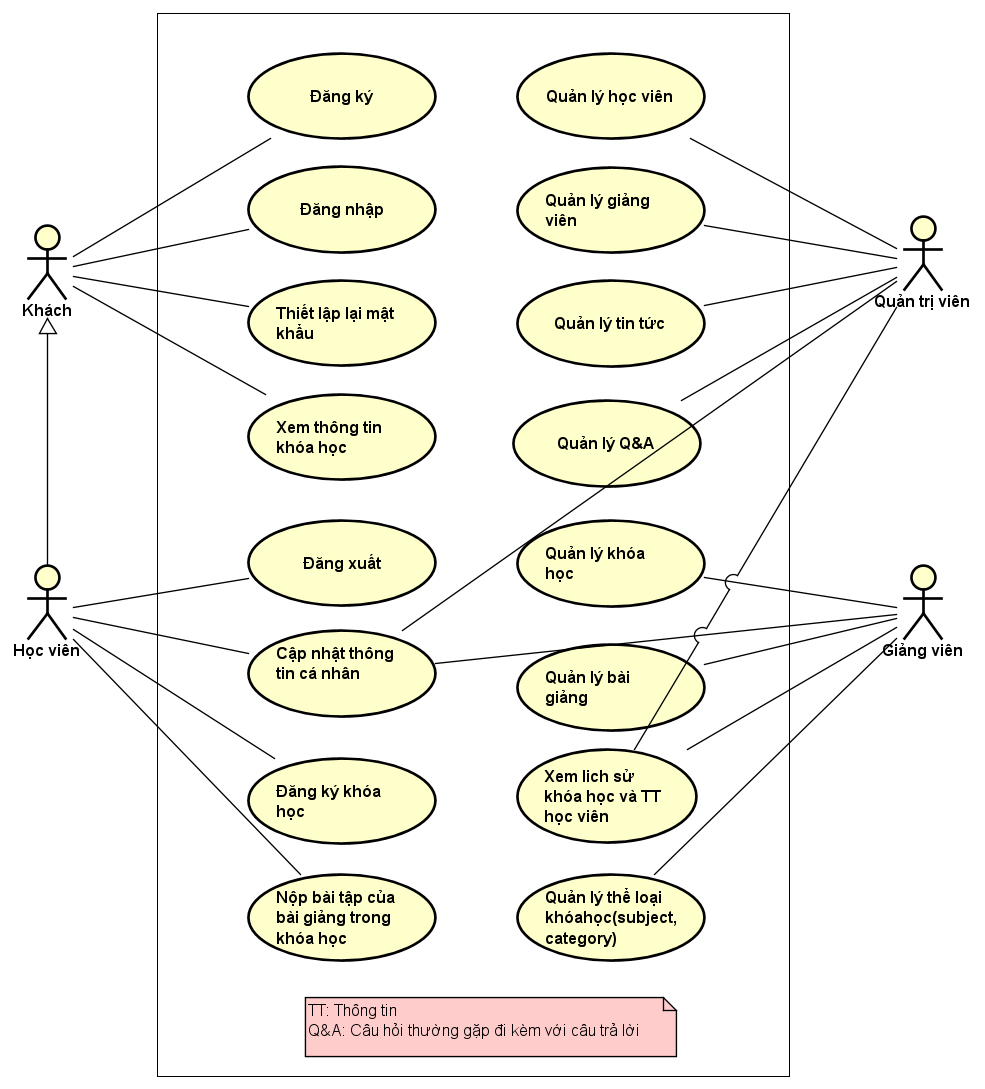 Đăng ký
Quản lý học viên
Đăng nhập
Quản lý giảng
viên
Khách
Thiết lập lại mật
khẩu
Quản lý tin tức
Quản trị viên
Xem thông tin
khóa học
Quản lý Q&A
Đăng xuất
Quản lý khóa
học
Học viên
Cập nhật thông
tin cá nhân
Quản lý bài
giảng
Giảng viên
Đăng ký khóa
học
Xem lich sử
khóa học và TT
học viên
Nộp bài tập của
bài giảng trong
khóa học
Quản lý thể loại
khóahọc(subject,
category)
TT: Thông tin
Q&A: Câu hỏi thường gặp đi kèm với câu trả lời